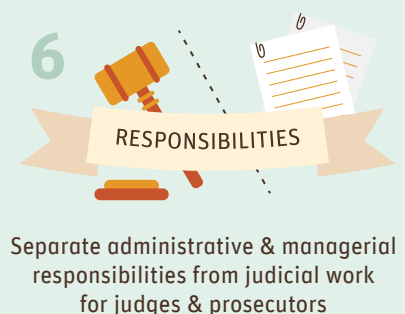 6
RESPONSIBILITIES
Separate administrative & managerial
responsibilities from judicial work
for judges & prosecutors